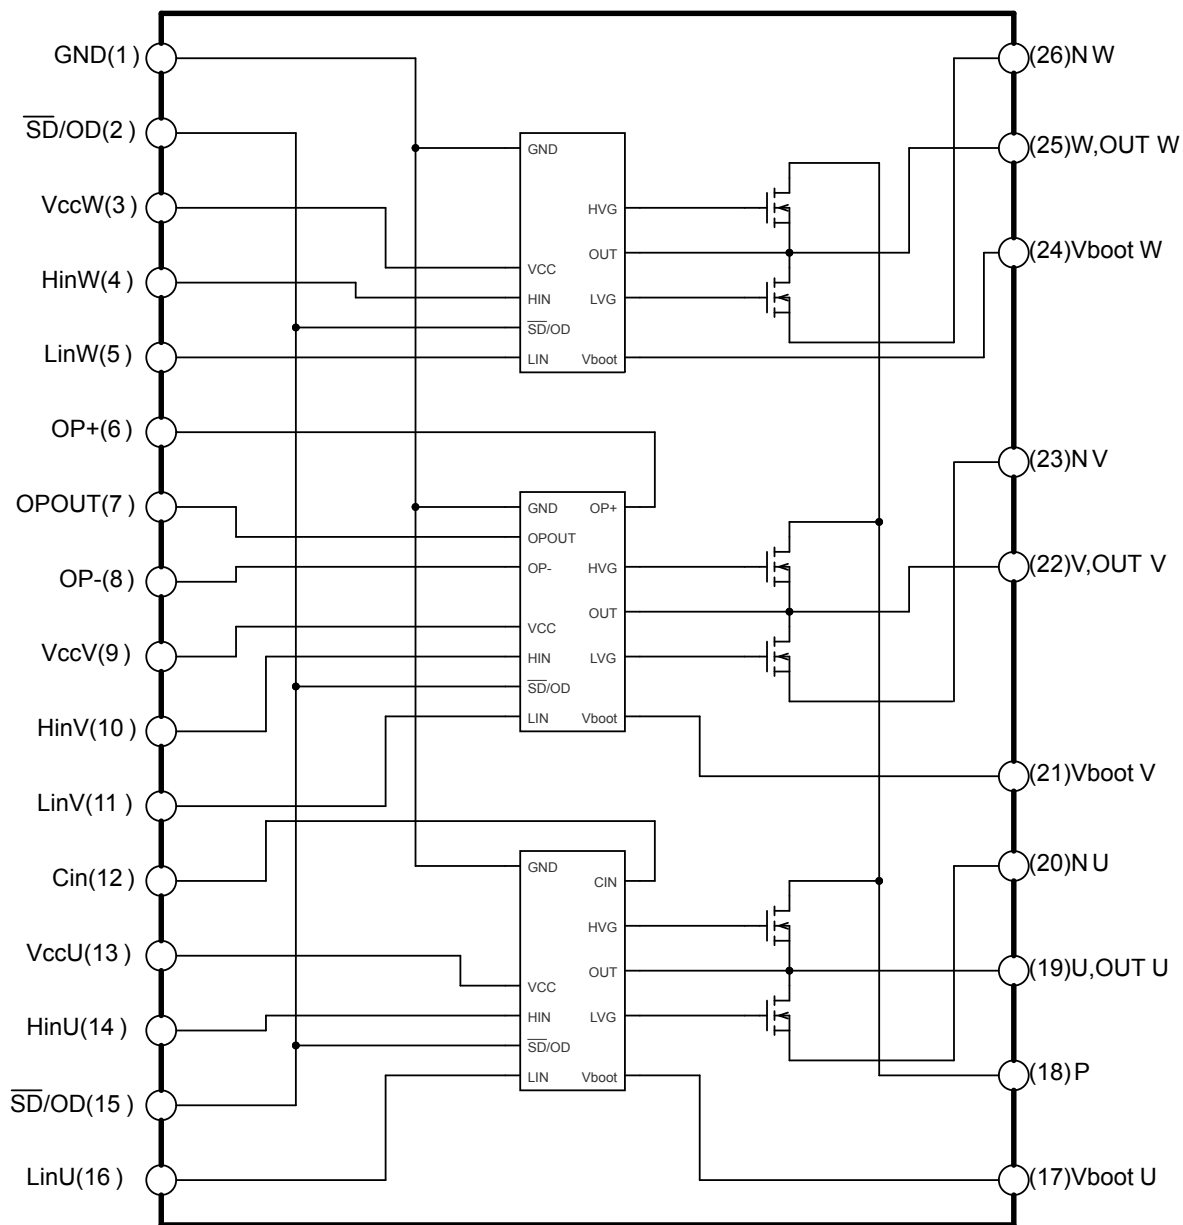 GND(1)
SD/OD(2)
VccW(3)
HinW(4)
LinW(5)
OP+(6)
OPOUT(7)
OP-(8)
VccV(9)
HinV(10)
LinV(11)
Cin(12)
VccU(13)
HinU(14)
SD/OD(15)
LinU(16)
GND
HVG
OUT
VCC
HIN LVG
SD/OD
LIN Vboot
GND OP+
OPOUT
OP- HVG
OUT
VCC
HIN LVG
SD/OD
LIN Vboot
GND
CIN
HVG
OUT
VCC
HIN LVG
SD/OD
LIN Vboot
(26)N W
(25)W,OUT W
(24)Vboot W
(23)N V
(22)V,OUT V
(21)Vboot V
(20)N U
(19)U,OUT U
(18)P
(17)Vboot U